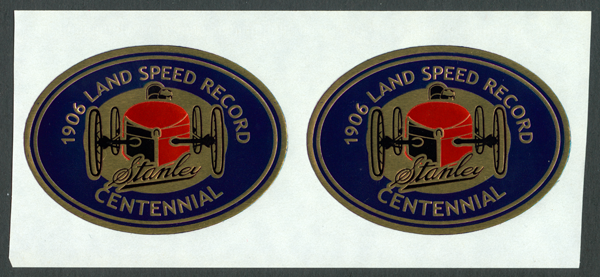 1906 LAND SPEED RECORD
Stanley
CENTENNIAL
1906 LAND SPEED RECORD
Stanley
CENTENNIAL